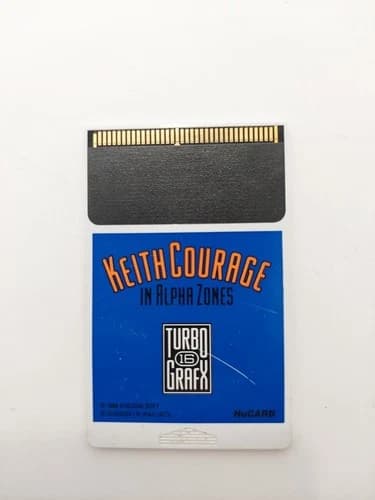 KEITH COURAGE
IN ALPHA ZONES
TURBO
16
GRAFX
HuCARD